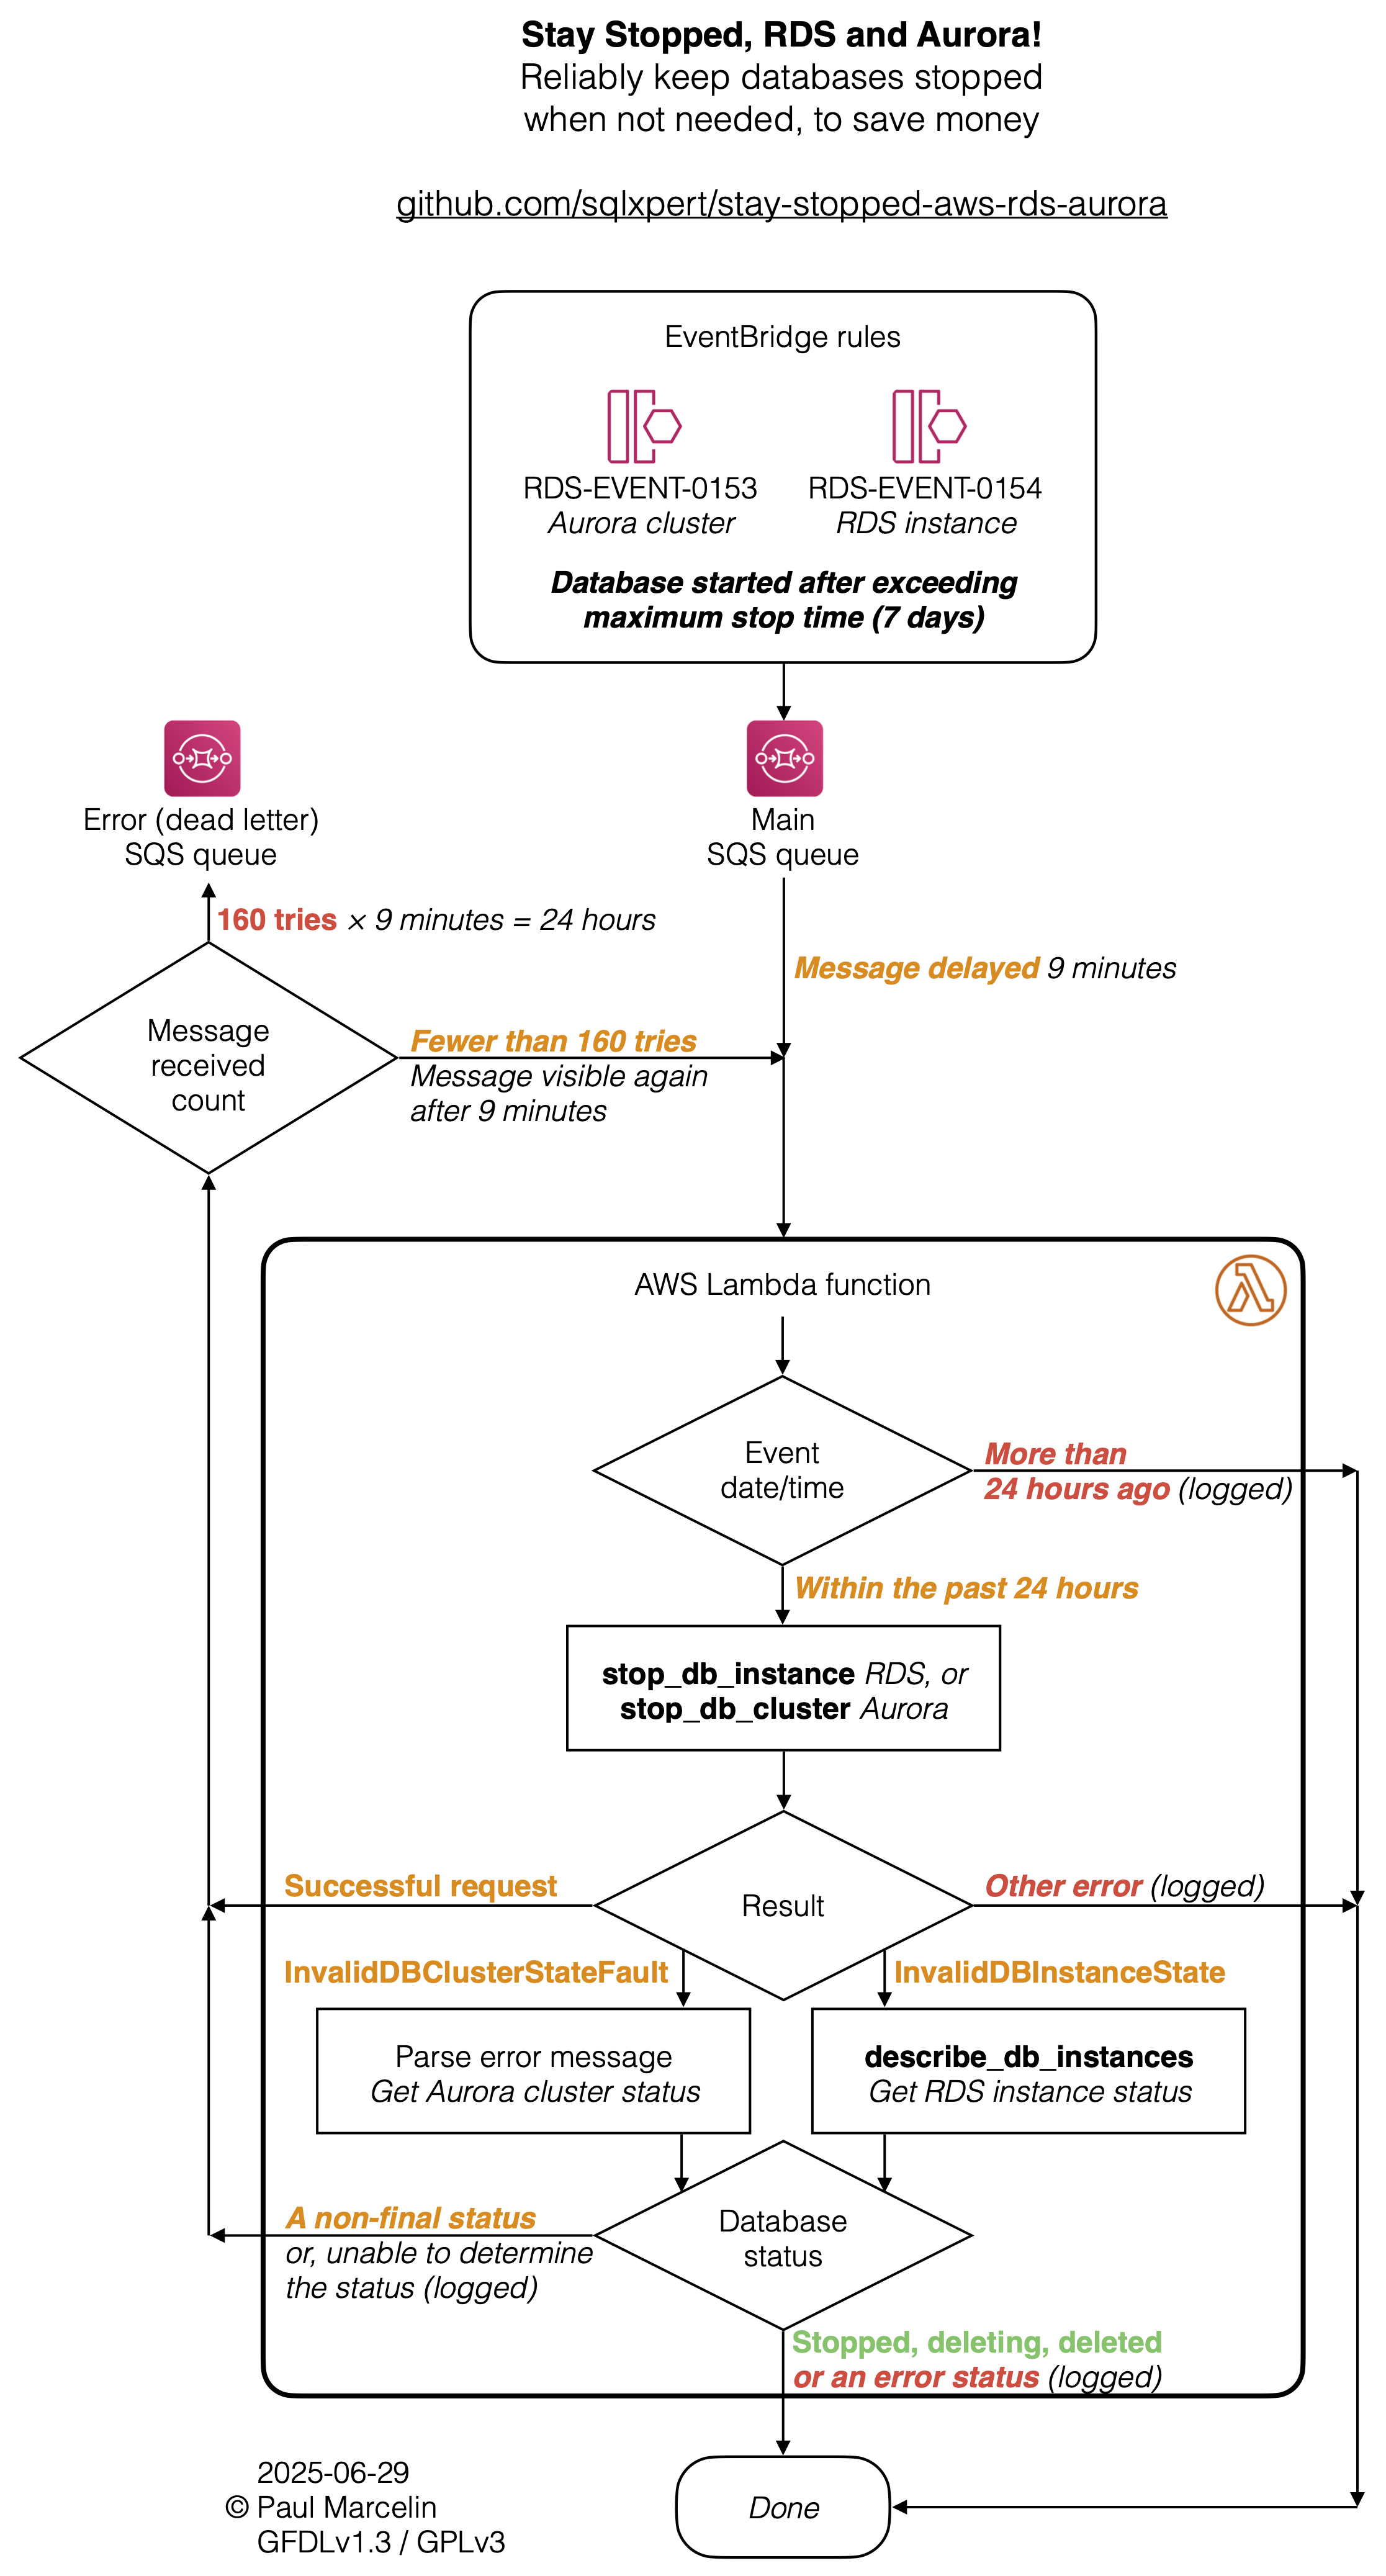 Stay Stopped, RDS and Aurora!
Reliably keep databases stopped
when not needed, to save money
github.com/sqlxpert/stay-stopped-aws-rds-aurora
EventBridge rules
RDS-EVENT-0153
Aurora cluster
RDS-EVENT-0154
RDS instance
Database started after exceeding
maximum stop time (7 days)
Error (dead letter)
SQS queue
Main
SQS queue
160 tries × 9 minutes = 24 hours
Message delayed 9 minutes
Message
received
count
Fewer than 160 tries
Message visible again
after 9 minutes
AWS Lambda function
Event
date/time
More than
24 hours ago (logged)
Within the past 24 hours
stop_db_instance RDS, or
stop_db_cluster Aurora
Successful request
Result
Other error (logged)
InvalidDBClusterStateFault
InvalidDBInstanceState
Parse error message
Get Aurora cluster status
describe_db_instances
Get RDS instance status
A non-final status
or, unable to determine
the status (logged)
Database
status
Stopped, deleting, deleted
or an error status (logged)
Done
2025-06-29
© Paul Marcelin
GFDLv1.3 / GPLv3